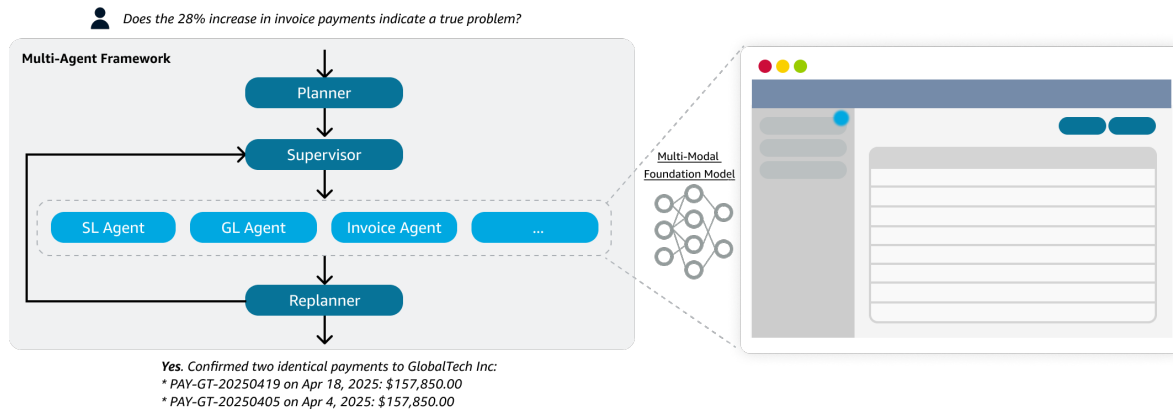 Does the 28% increase in invoice payments indicate a true problem?
Multi-Agent Framework
Planner
Supervisor
SL Agent
GL Agent
Invoice Agent
...
Replanner
Multi-Modal
Foundation Model
Yes. Confirmed two identical payments to GlobalTech Inc:
* PAY-GT-20250419 on Apr 18, 2025: $157,850.00
* PAY-GT-20250405 on Apr 4, 2025: $157,850.00